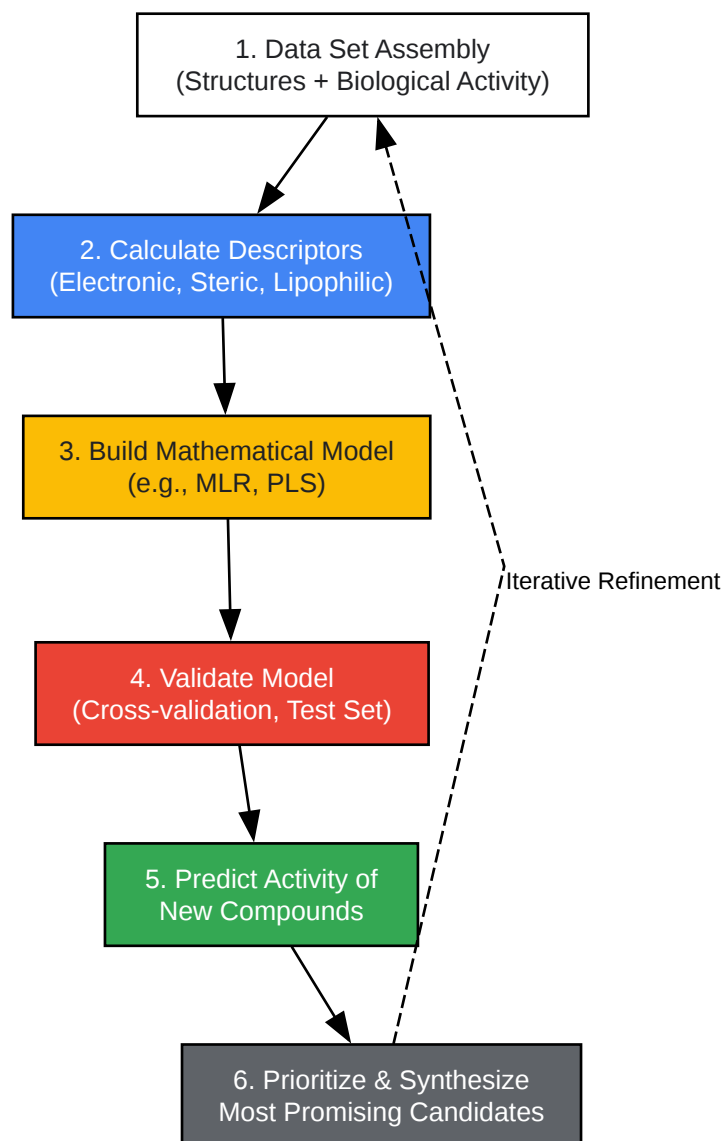 1. Data Set Assembly
(Structures + Biological Activity)
2. Calculate Descriptors
(Electronic, Steric, Lipophilic)
3. Build Mathematical Model
(e.g., MLR, PLS)
Iterative Refinement
4. Validate Model
(Cross-validation, Test Set)
5. Predict Activity of
New Compounds
6. Prioritize & Synthesize
Most Promising Candidates